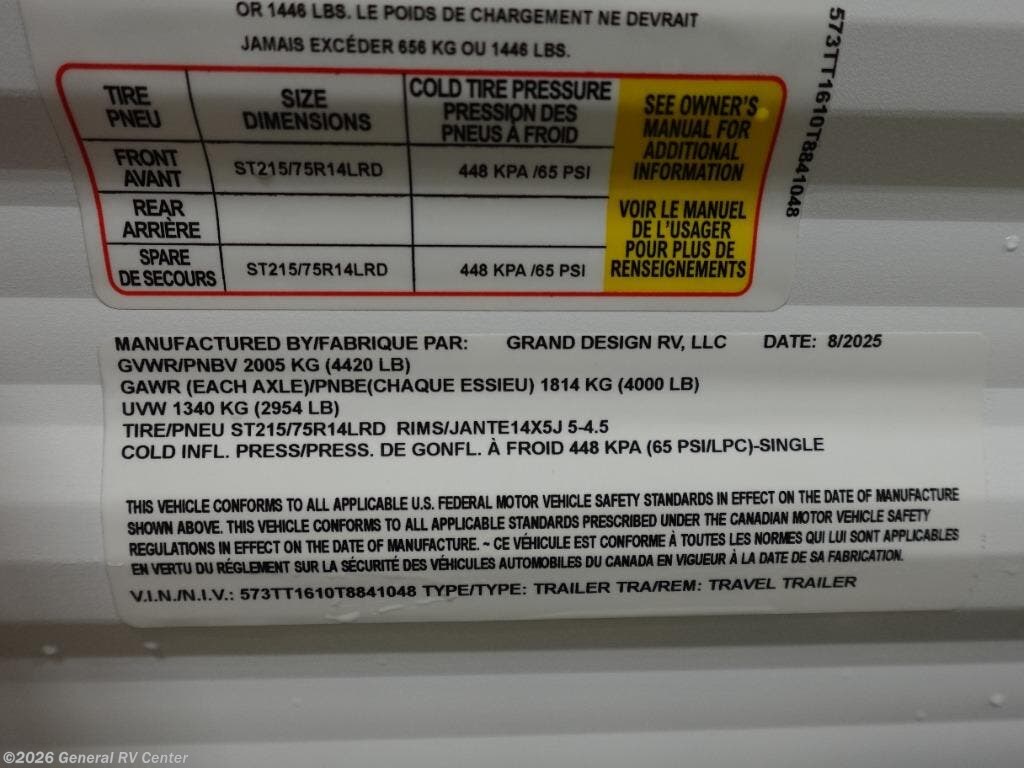 OR 1446 LBS. LE POIDS DE CHARGEMENT NE DEVRAIT
JAMAIS EXCÉDER 656 KG OU 1446 LBS.
TIRE
PNEU
SIZE
DIMENSIONS
COLD TIRE PRESSURE
PRESSION DES
PNEUS À FROID
SEE OWNER'S
MANUAL FOR
ADDITIONAL
INFORMATION
VOIR LE MANUEL
DE L'USAGER
POUR PLUS DE
RENSEIGNEMENTS
FRONT
AVANT
ST215/75R14LRD
448 KPA /65 PSI
REAR
ARRIÈRE
SPARE
DE SECOURS
ST215/75R14LRD
448 KPA /65 PSI
573TT1610T8841048
MANUFACTURED BY/FABRIQUE PAR: GRAND DESIGN RV, LLC DATE: 8/2025
GVWR/PNBV 2005 KG (4420 LB)
GAWR (EACH AXLE)/PNBE(CHAQUE ESSIEU) 1814 KG (4000 LB)
UVW 1340 KG (2954 LB)
TIRE/PNEU ST215/75R14LRD RIMS/JANTE14X5J 5-4.5
COLD INFL. PRESS/PRESS. DE GONFL. À FROID 448 KPA (65 PSI/LPC)-SINGLE
THIS VEHICLE CONFORMS TO ALL APPLICABLE U.S. FEDERAL MOTOR VEHICLE SAFETY STANDARDS IN EFFECT ON THE DATE OF MANUFACTURE
SHOWN ABOVE. THIS VEHICLE CONFORMS TO ALL APPLICABLE STANDARDS PRESCRIBED UNDER THE CANADIAN MOTOR VEHICLE SAFETY
REGULATIONS IN EFFECT ON THE DATE OF MANUFACTURE. ~ CE VÉHICULE EST CONFORME À TOUTES LES NORMES QUI LUI SONT APPLICABLES
EN VERTU DU RÉGLEMENT SUR LA SÉCURITÉ DES VÉHICULES AUTOMOBILES DU CANADA EN VIGUEUR À LA DATE DE SA FABRICATION.
V.I.N./N.I.V.: 573TT1610T8841048 TYPE/TYPE: TRAILER TRA/REM: TRAVEL TRAILER
©2026 General RV Center